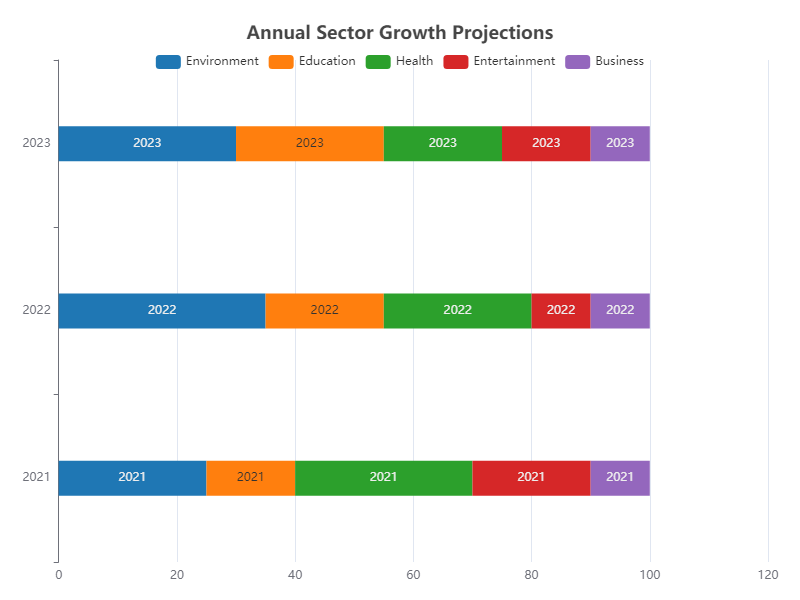 Annual Sector Growth Projections
Environment Education Health Entertainment Business
2023 2023 2023 2023 2023 2023
2022 2022 2022 2022 2022 2022
2021 2021 2021 2021 2021 2021
0 20 40 60 80 100 120